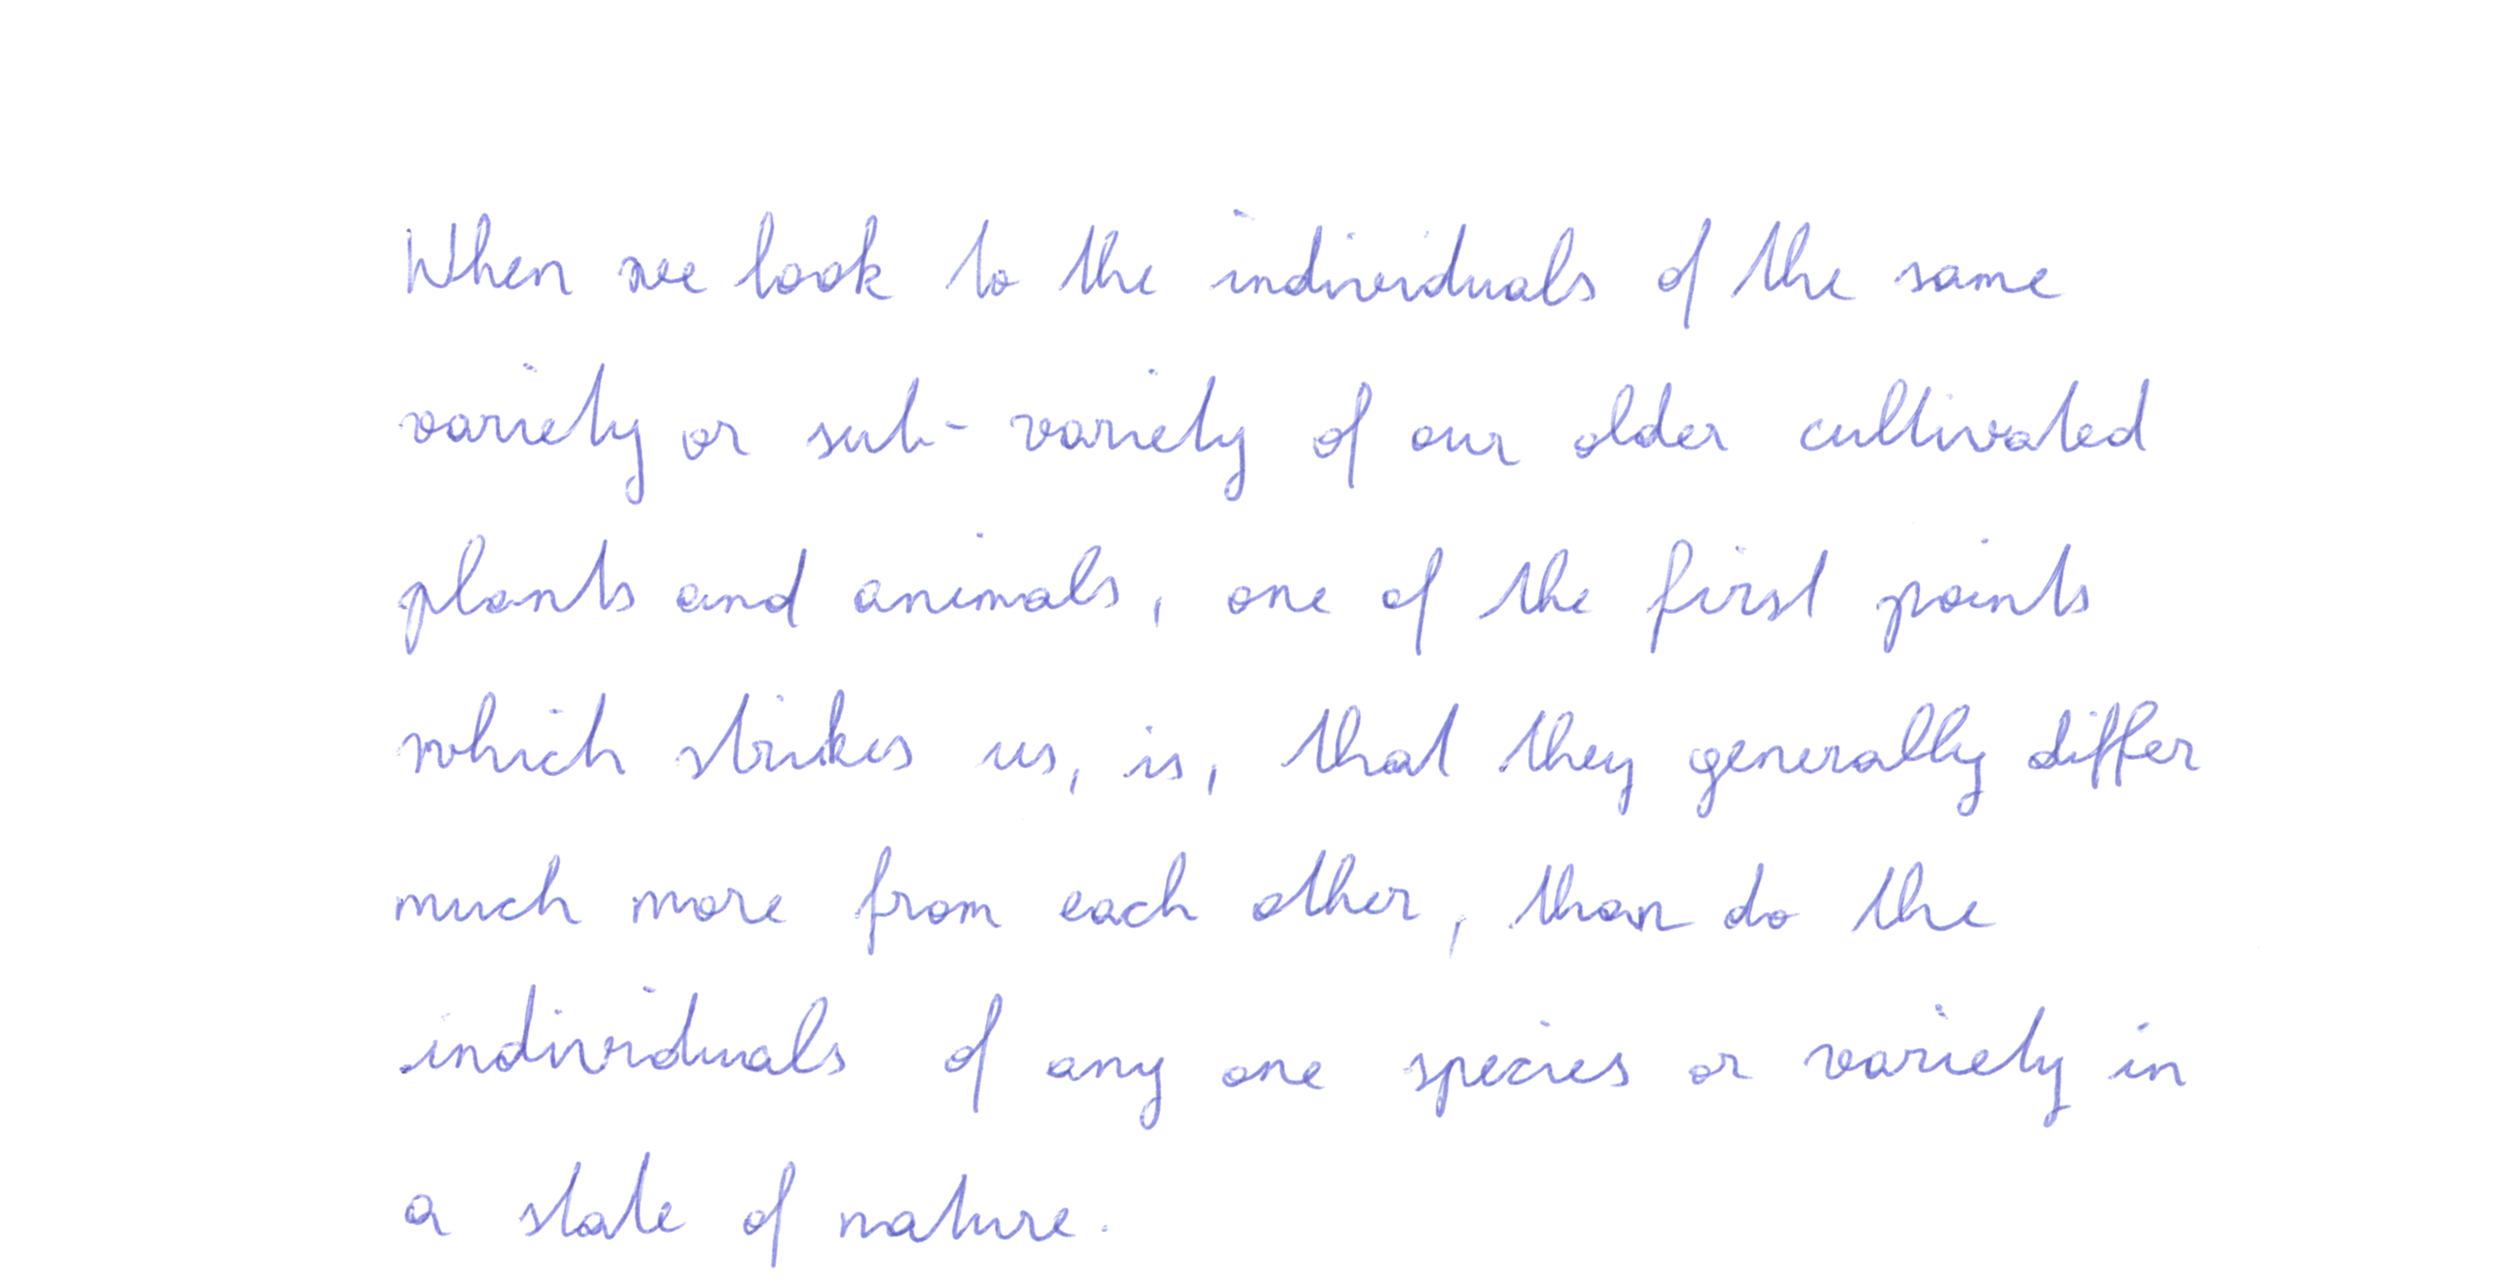 When we look to the individuals of the same
variety or sub-variety of our older cultivated
plants and animals, one of the first points
which strikes us, is, that they generally differ
much more from each other, than do the
individuals of any one species or variety in
a state of nature.